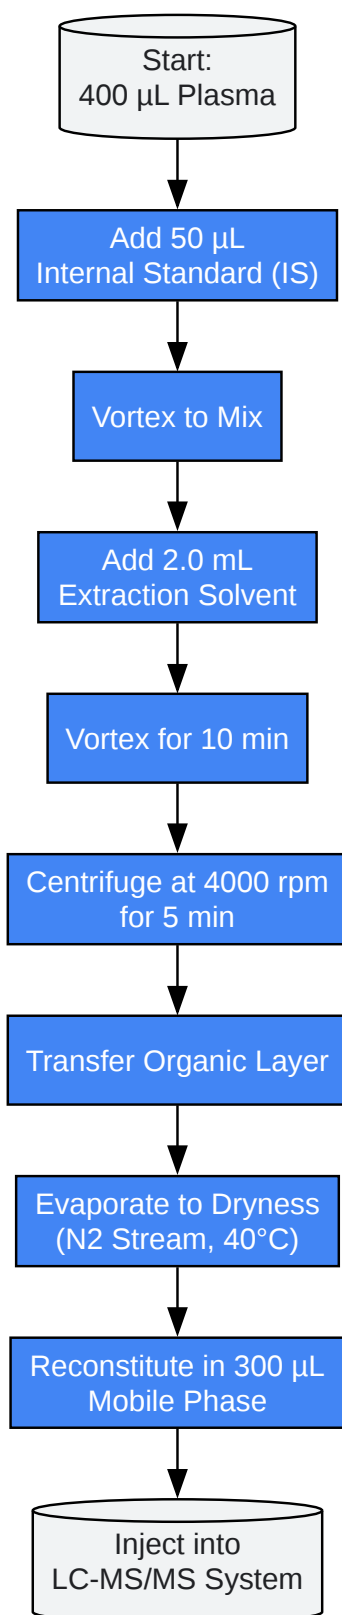 Start:
400 µL Plasma
Add 50 µL
Internal Standard (IS)
Vortex to Mix
Add 2.0 mL
Extraction Solvent
Vortex for 10 min
Centrifuge at 4000 rpm
for 5 min
Transfer Organic Layer
Evaporate to Dryness
(N2 Stream, 40°C)
Reconstitute in 300 µL
Mobile Phase
Inject into
LC-MS/MS System